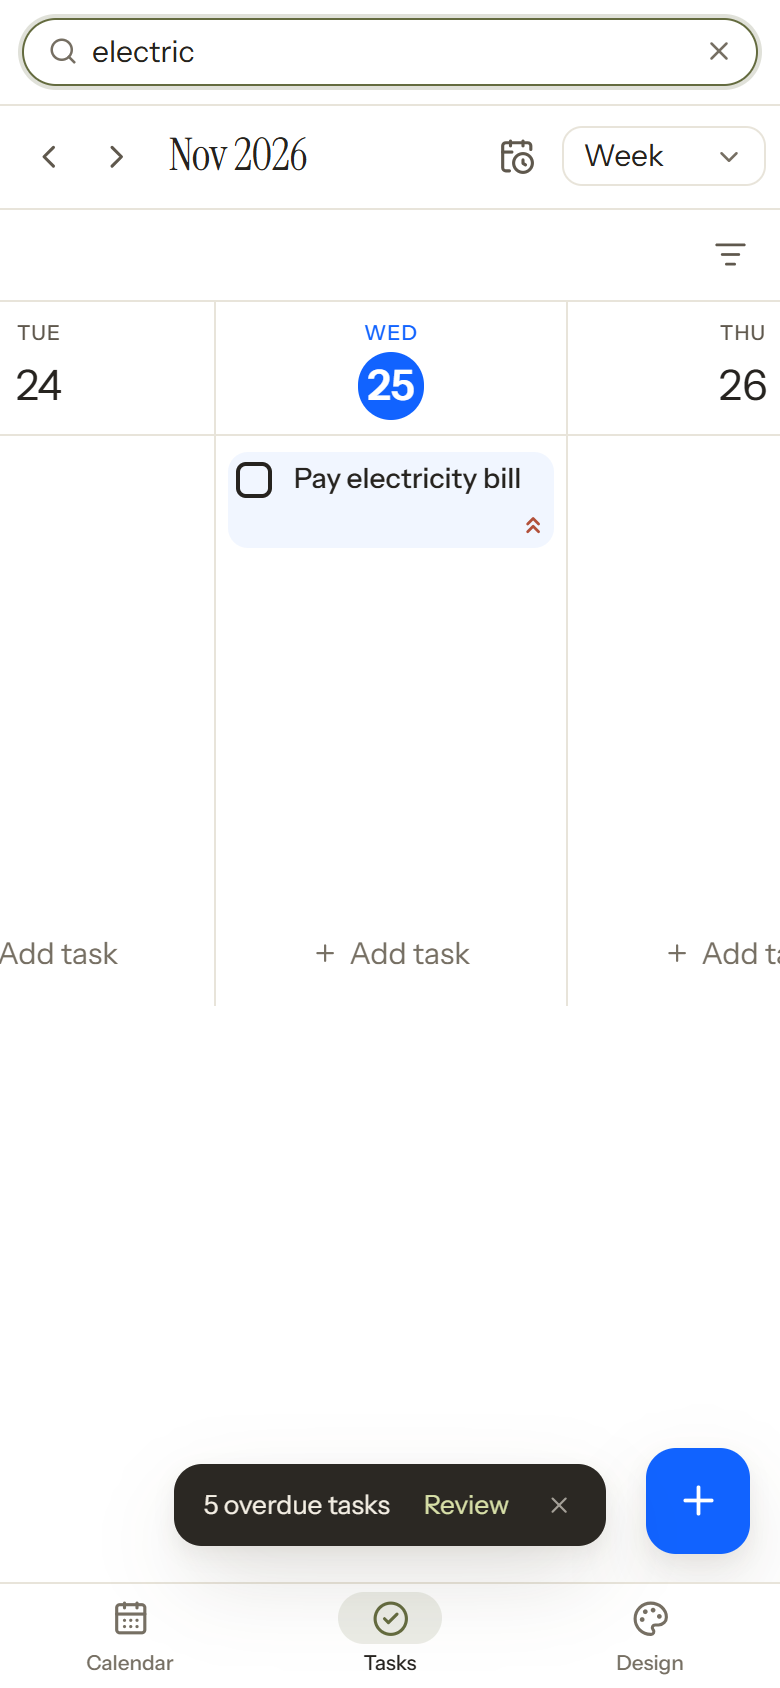 electric
Nov 2026
Week
TUE
WED
THU
24
25
26
Pay electricity bill
Add task
Add task
Add ta
5 overdue tasks Review
Calendar
Tasks
Design